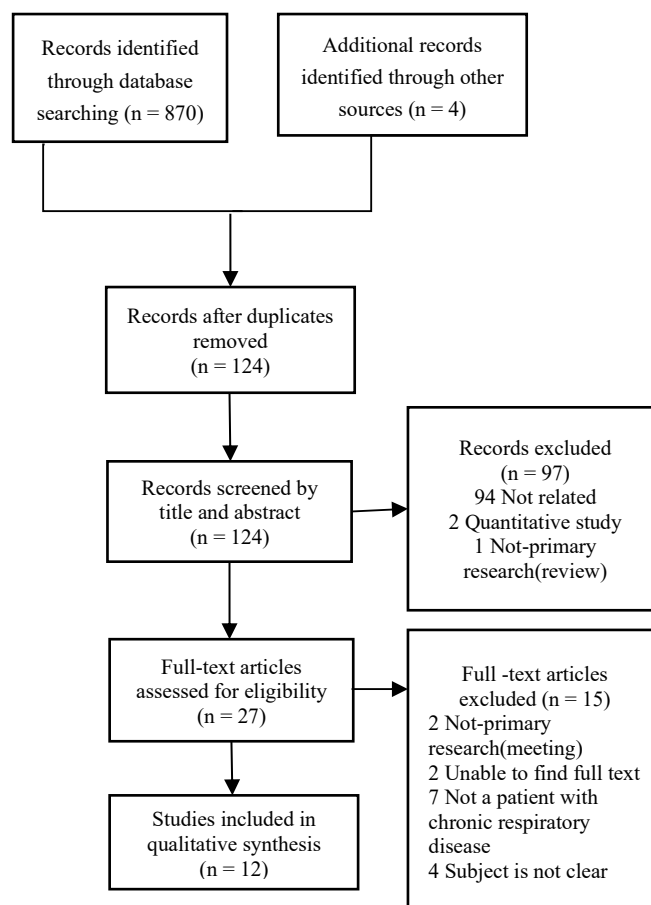 Records identified
through database
searching (n = 870)
Additional records
identified through other
sources (n = 4)
Records after duplicates
removed
(n = 124)
Records screened by
title and abstract
(n = 124)
Records excluded
(n = 97)
94 Not related
2 Quantitative study
1 Not-primary
research(review)
Full-text articles
assessed for eligibility
(n = 27)
Full -text articles
excluded (n = 15)
2 Not-primary
research(meeting)
2 Unable to find full text
7 Not a patient with
chronic respiratory
disease
4 Subject is not clear
Studies included in
qualitative synthesis
(n = 12)